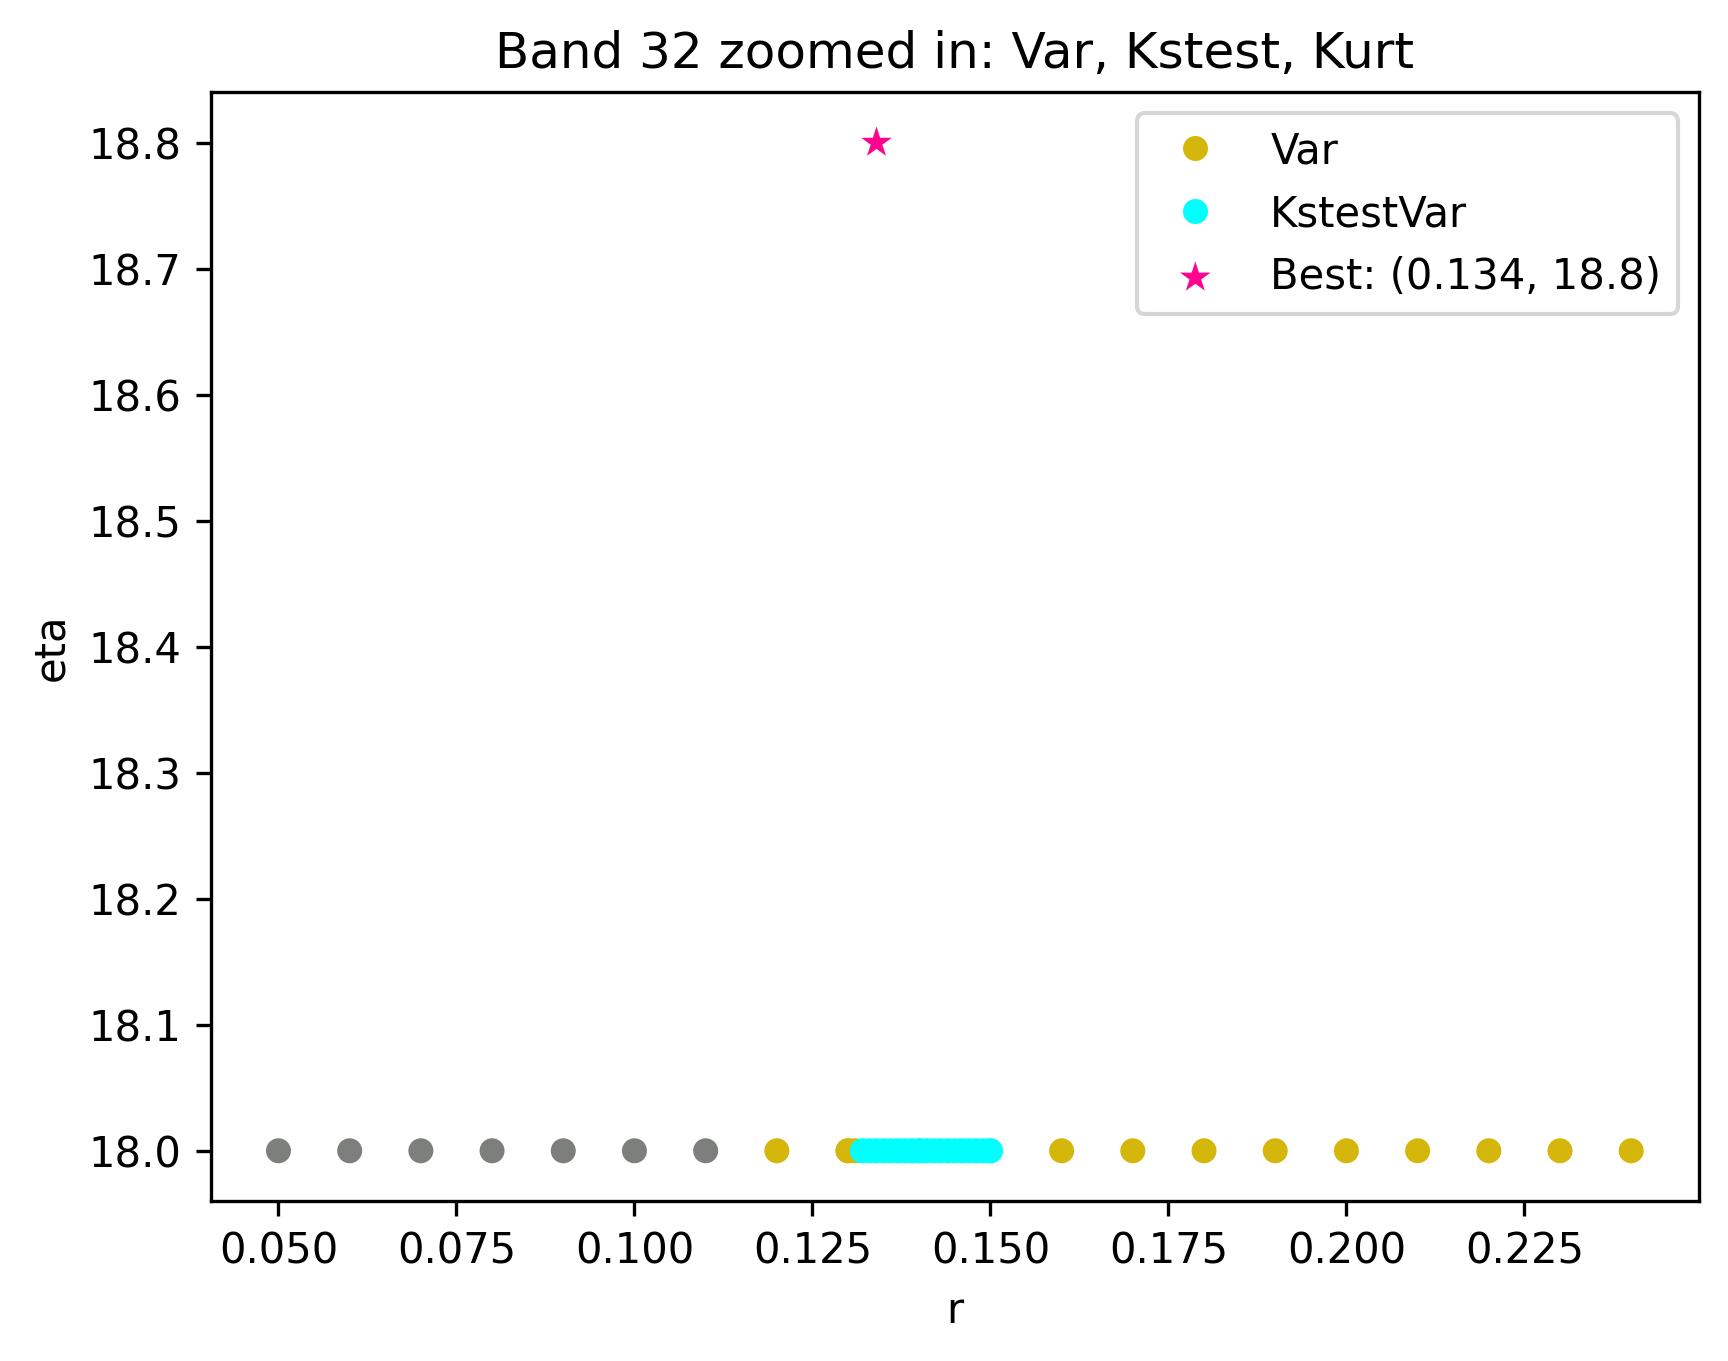 Band 32 zoomed in: Var, Kstest, Kurt
Var
KstestVar
Best: (0.134, 18.8)
18.8
18.7
18.6
18.5
18.4
18.3
18.2
18.1
18.0
eta
0.050 0.075 0.100 0.125 0.150 0.175 0.200 0.225
r